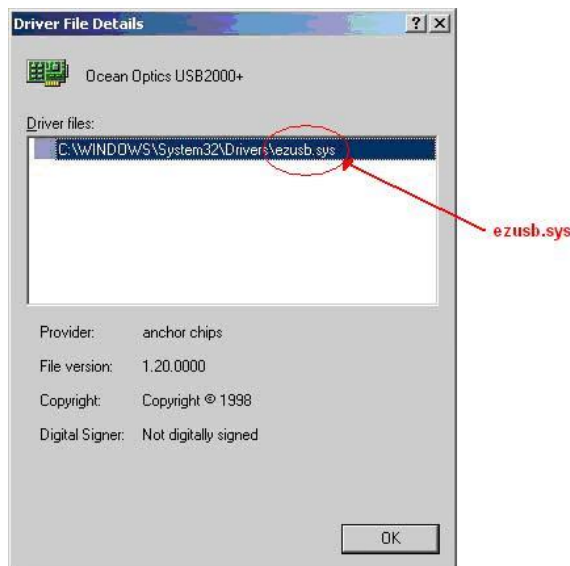 Driver File Details
Ocean Optics USB2000+
Driver files:
C:\WINDOWS\System32\Drivers\ezusb.sys
ezusb.sys
Provider: anchor chips
File version: 1.20.0000
Copyright: Copyright © 1998
Digital Signer: Not digitally signed
OK